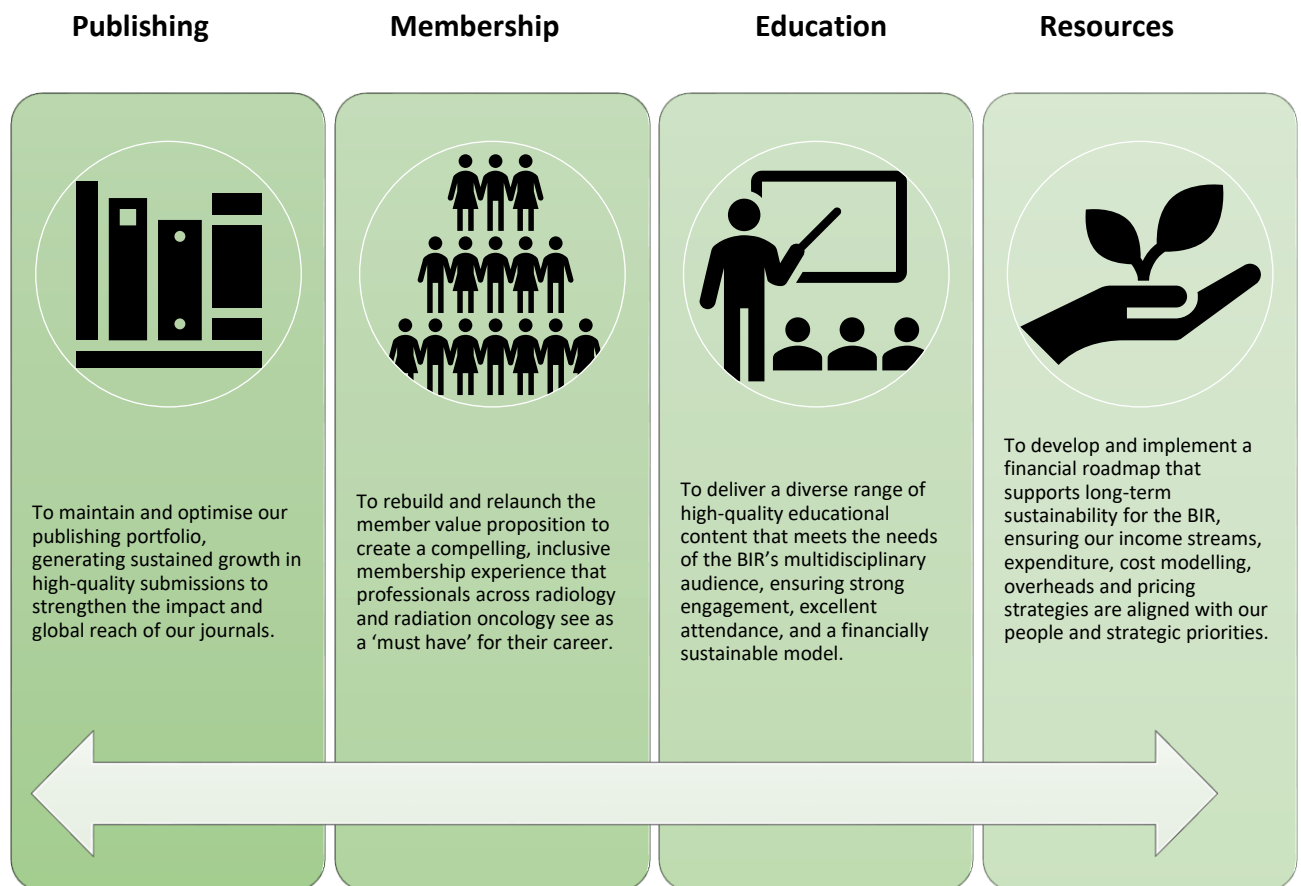 Publishing
Membership
Education
Resources
To maintain and optimise our
publishing portfolio,
generating sustained growth in
high-quality submissions to
strengthen the impact and
global reach of our journals.
To rebuild and relaunch the
member value proposition to
create a compelling, inclusive
membership experience that
professionals across radiology
and radiation oncology see as
a ‘must have’ for their career.
To deliver a diverse range of
high-quality educational
content that meets the needs
of the BIR’s multidisciplinary
audience, ensuring strong
engagement, excellent
attendance, and a financially
sustainable model.
To develop and implement a
financial roadmap that
supports long-term
sustainability for the BIR,
ensuring our income streams,
expenditure, cost modelling,
overheads and pricing
strategies are aligned with our
people and strategic priorities.